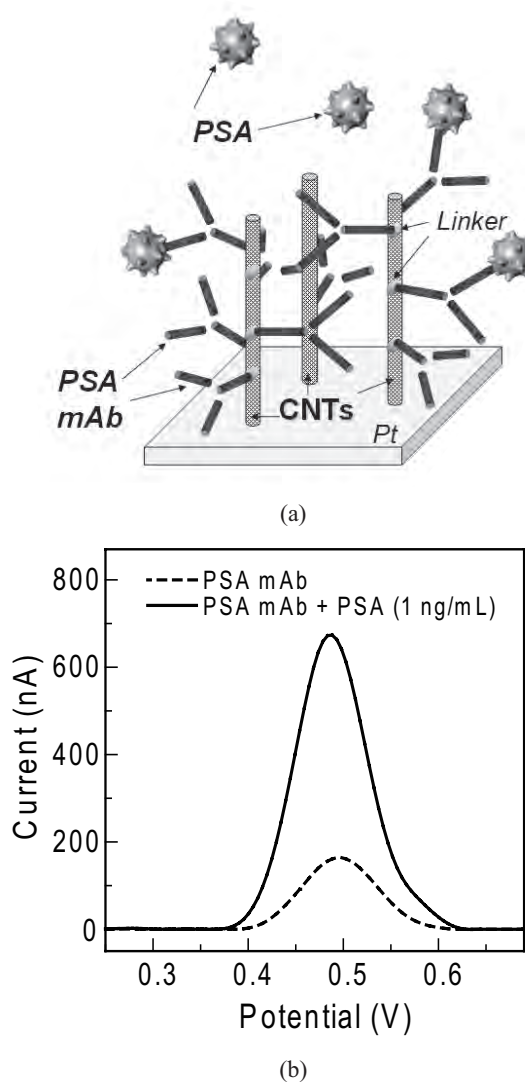 PSA
Linker
PSA
mAb
CNTs
Pt
(a)
PSA mAb
PSA mAb + PSA (1 ng/mL)
800
600
400
200
0
Current (nA)
0.3 0.4 0.5 0.6
Potential (V)
(b)